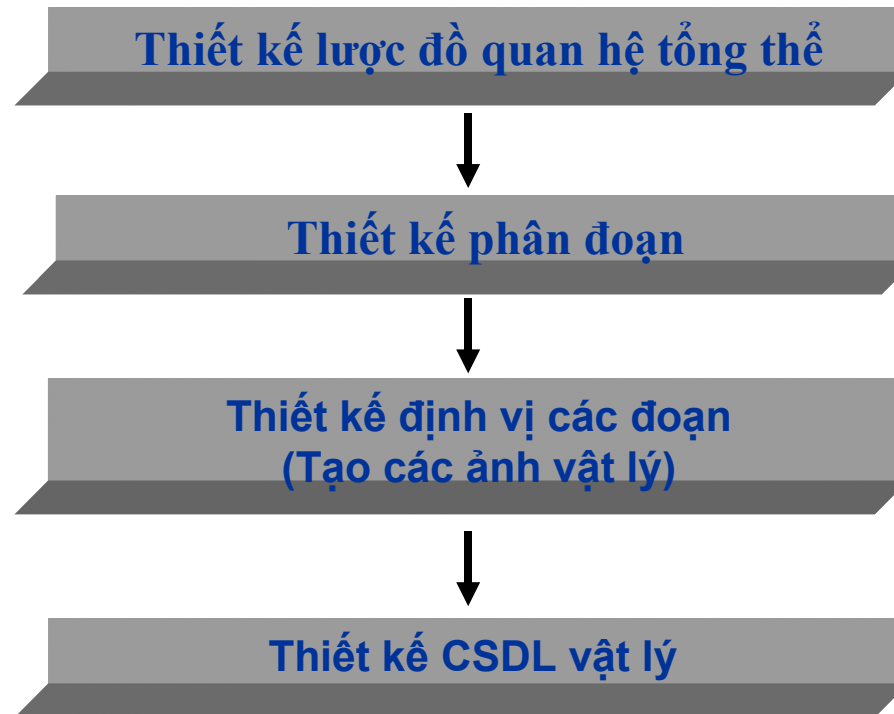 Thiết kế lược đồ quan hệ tổng thể
Thiết kế phân đoạn
Thiết kế định vị các đoạn
(Tạo các ảnh vật lý)
Thiết kế CSDL vật lý